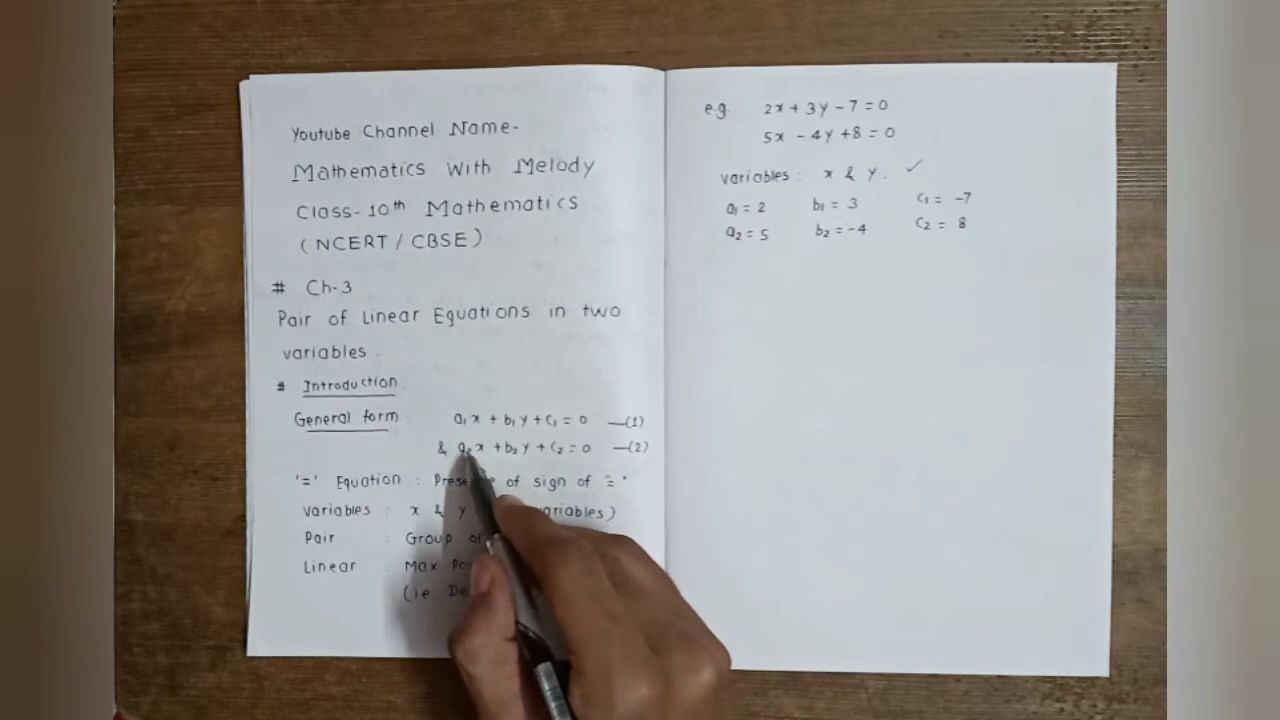 Youtube Channel Name-
Mathematics With Melody
Class-10th Mathematics
(NCERT / CBSE)
# Ch-3
Pair of Linear Equations in two
variables.
# Introduction
General form : a₁x + b₁y + c₁ = 0 —(1)
& a₂x + b₂y + c₂ = 0 —(2)
'=' Equation : of sign of "="
variables : x & y variables)
Pair : Group
Linear : Max
(ie
e.g. 2x + 3y - 7 = 0
5x - 4y + 8 = 0
variables : x & y. ✓
a₁ = 2 b₁ = 3 c₁ = -7
a₂ = 5 b₂ = -4 c₂ = 8